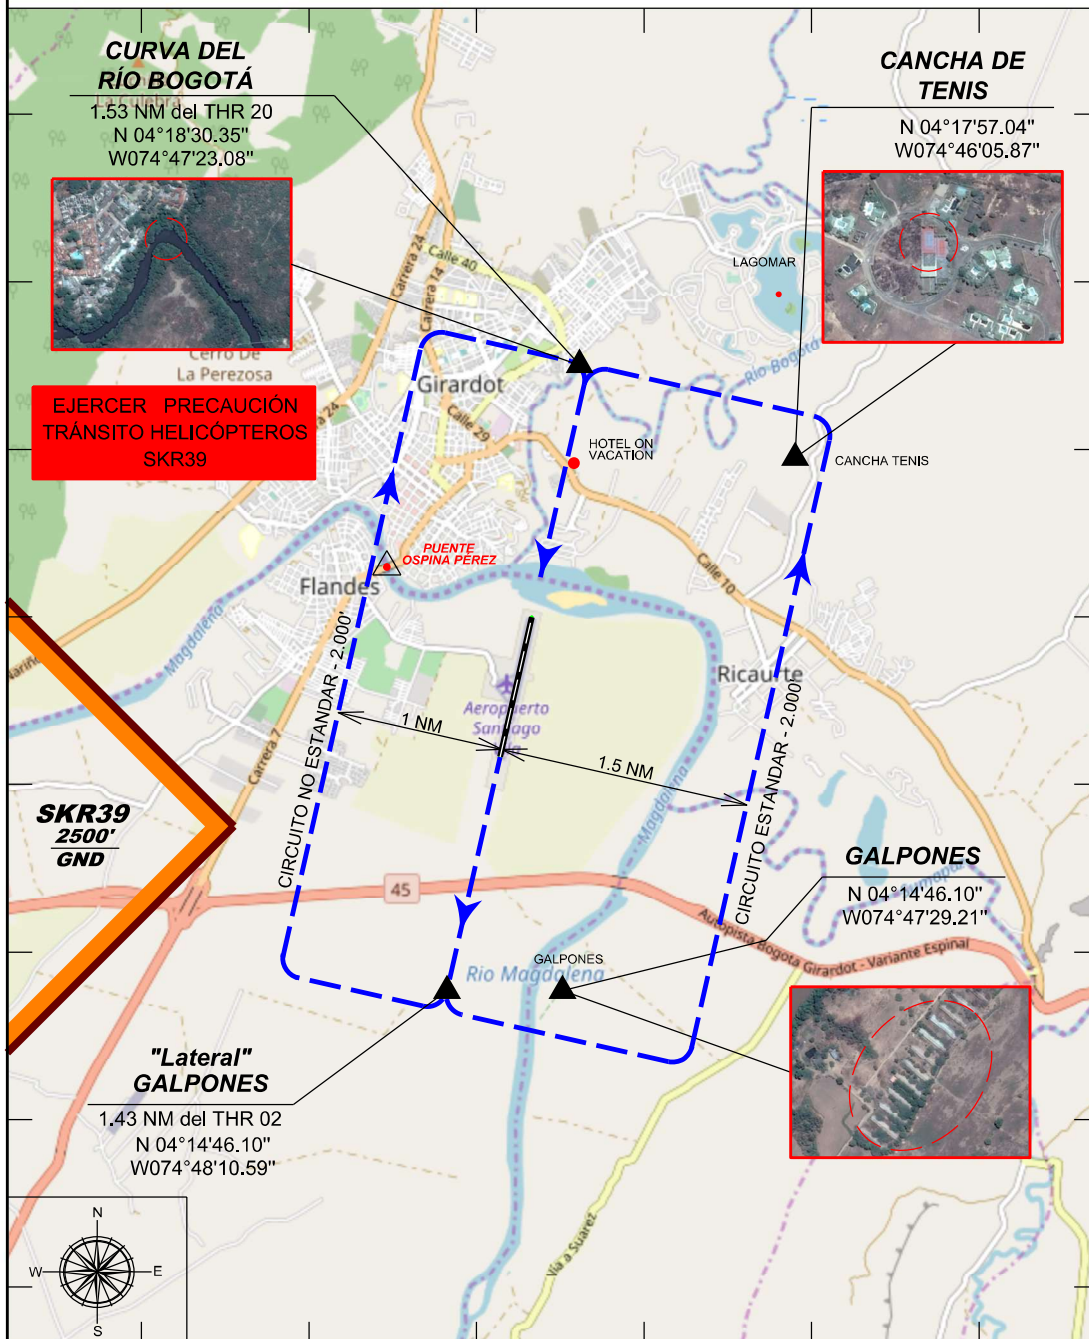 CURVA DEL
RÍO BOGOTÁ
1.53 NM del THR 20
N 04°18'30.35"
W074°47'23.08"
CANCHA DE
TENIS
N 04°17'57.04"
W074°46'05.87"
La Culebra
Carrera 24
Carrera 14
Calle 40
LAGOMAR
Rio Bogotá
Cerro De
La Perezosa
Girardot
EJERCER PRECAUCIÓN
TRÁNSITO HELICÓPTEROS
SKR39
Calle 29
HOTEL ON
VACATION
CANCHA TENIS
PUENTE
OSPINA PÉREZ
Flandes
Calle 10
Magdalena
Nariño
Ricaurte
Aeropuerto
Santiago
1 NM
1.5 NM
CIRCUITO NO ESTANDAR - 2.000'
CIRCUITO ESTANDAR - 2.000'
Carrera 7
Magdalena
SKR39
2500'
GND
45
GALPONES
N 04°14'46.10"
W074°47'29.21"
Autopista Bogota Girardot - Variante Espinal
GALPONES
Rio Magdalena
"Lateral"
GALPONES
1.43 NM del THR 02
N 04°14'46.10"
W074°48'10.59"
Via a Suarez
N
W
E
S